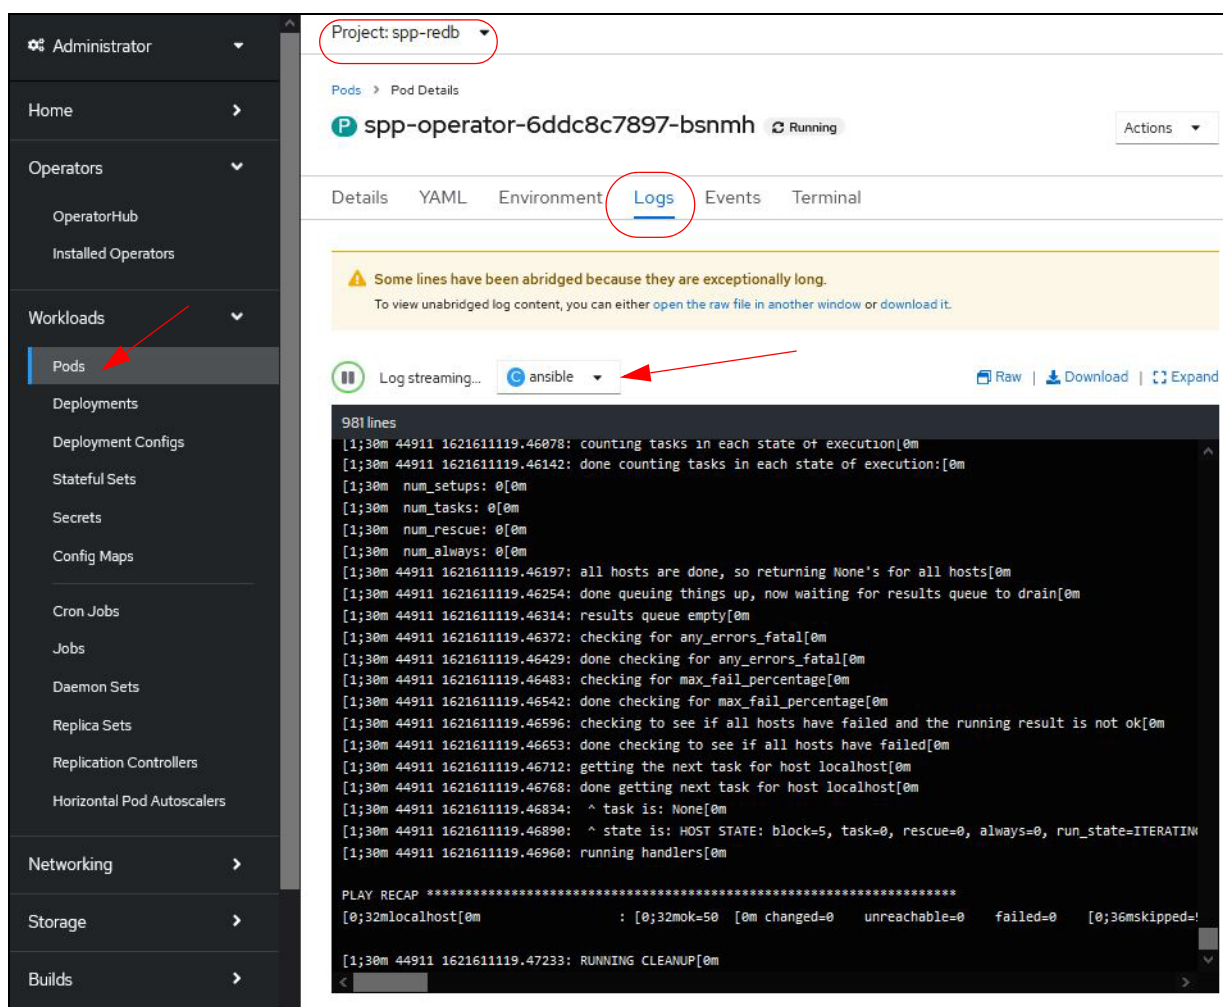 Administrator
Home
Operators
OperatorHub
Installed Operators
Workloads
Pods
Deployments
Deployment Configs
Stateful Sets
Secrets
Config Maps
Cron Jobs
Jobs
Daemon Sets
Replica Sets
Replication Controllers
Horizontal Pod Autoscalers
Networking
Storage
Builds
Project: spp-redb
Pods > Pod Details
P spp-operator-6ddc8c7897-bsnmh Running
Actions
Details YAML Environment Logs Events Terminal
Some lines have been abridged because they are exceptionally long.
To view unabridged log content, you can either open the raw file in another window or download it.
Log streaming... C ansible Raw | Download | Expand
981 lines
[1;30m 44911 1621611119.46078: counting tasks in each state of execution[0m
[1;30m 44911 1621611119.46142: done counting tasks in each state of execution:[0m
[1;30m  num_setups: 0[0m
[1;30m  num_tasks: 0[0m
[1;30m  num_rescue: 0[0m
[1;30m  num_always: 0[0m
[1;30m 44911 1621611119.46197: all hosts are done, so returning None's for all hosts[0m
[1;30m 44911 1621611119.46254: done queuing things up, now waiting for results queue to drain[0m
[1;30m 44911 1621611119.46314: results queue empty[0m
[1;30m 44911 1621611119.46372: checking for any_errors_fatal[0m
[1;30m 44911 1621611119.46429: done checking for any_errors_fatal[0m
[1;30m 44911 1621611119.46483: checking for max_fail_percentage[0m
[1;30m 44911 1621611119.46542: done checking for max_fail_percentage[0m
[1;30m 44911 1621611119.46596: checking to see if all hosts have failed and the running result is not ok[0m
[1;30m 44911 1621611119.46653: done checking to see if all hosts have failed[0m
[1;30m 44911 1621611119.46712: getting the next task for host localhost[0m
[1;30m 44911 1621611119.46768: done getting next task for host localhost[0m
[1;30m 44911 1621611119.46834:  ^ task is: None[0m
[1;30m 44911 1621611119.46890:  ^ state is: HOST STATE: block=5, task=0, rescue=0, always=0, run_state=ITERATING
[1;30m 44911 1621611119.46960: running handlers[0m
PLAY RECAP *********************************************************************
[0;32mlocalhost[0m : [0;32mok=50 [0m changed=0 unreachable=0 failed=0 [0;36mskipped=
[1;30m 44911 1621611119.47233: RUNNING CLEANUP[0m